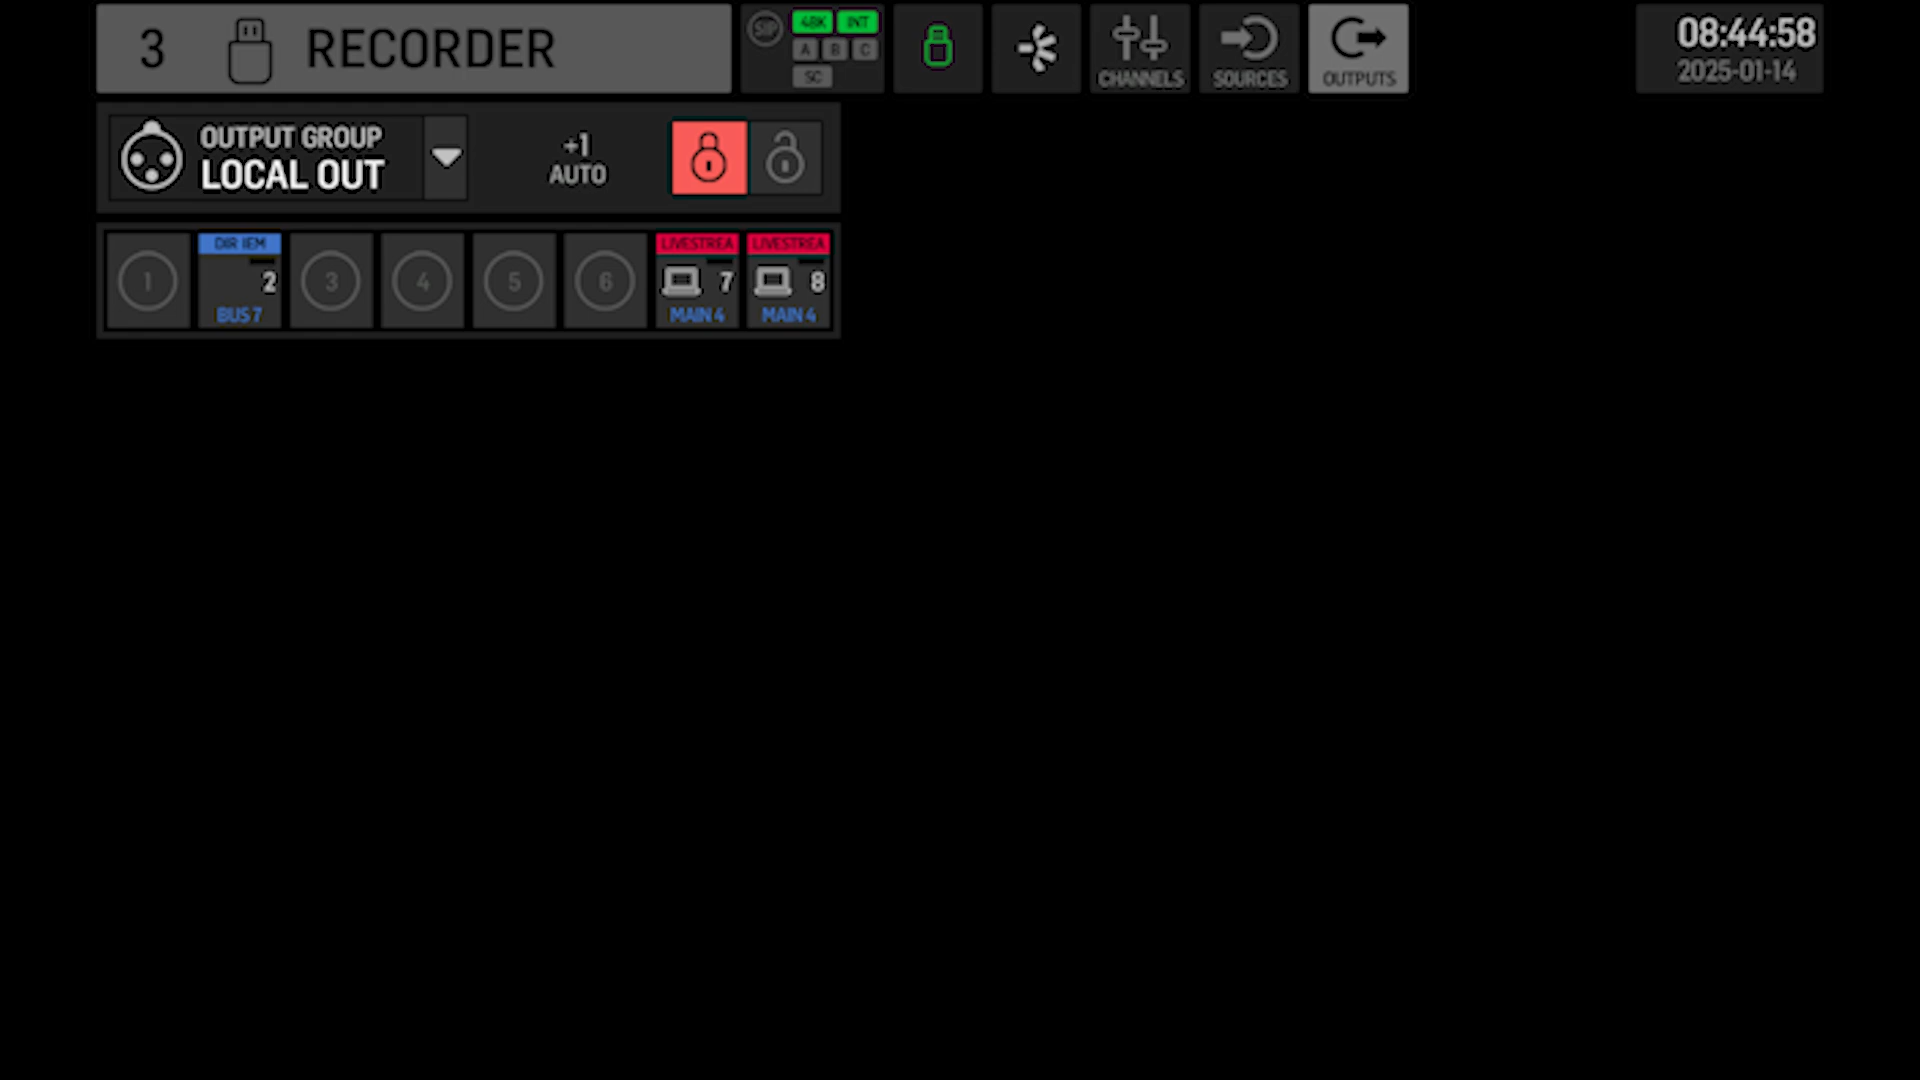 3 RECORDER
SIP 48K INT
A B C
SC
CHANNELS
SOURCES
OUTPUTS
08:44:58
2025-01-14
OUTPUT GROUP
LOCAL OUT
+1
AUTO
1
DIR IEM
2
BUS 7
3
4
5
6
LIVESTREA
7
MAIN 4
LIVESTREA
8
MAIN 4